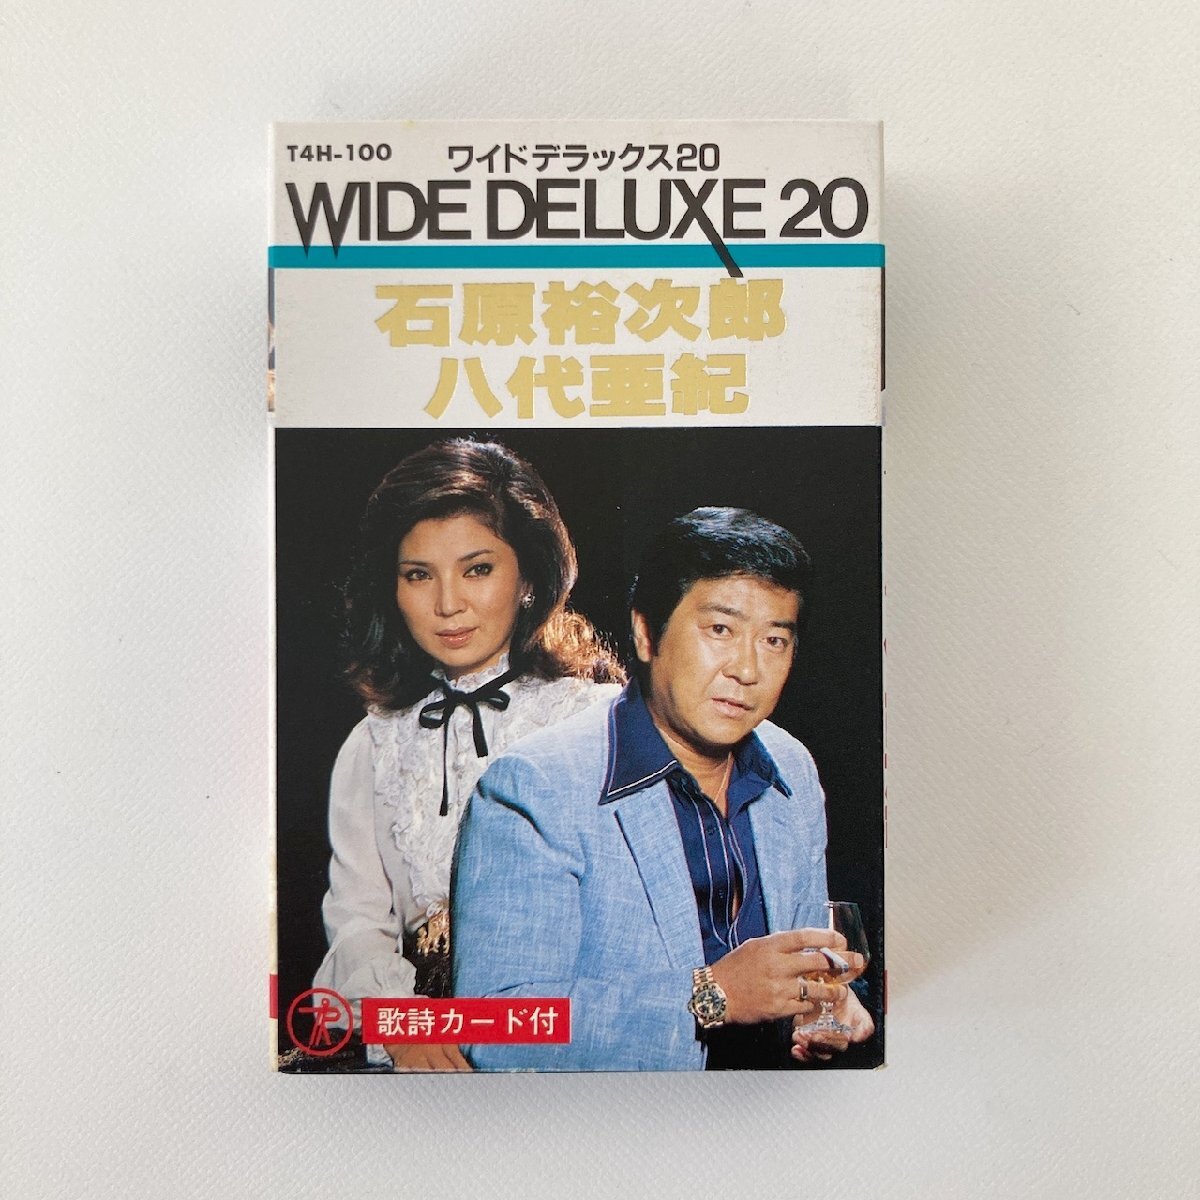 T4H-100 ワイドデラックス20
WIDE DELUXE 20
石原裕次郎
八代亜紀
歌詩カード付